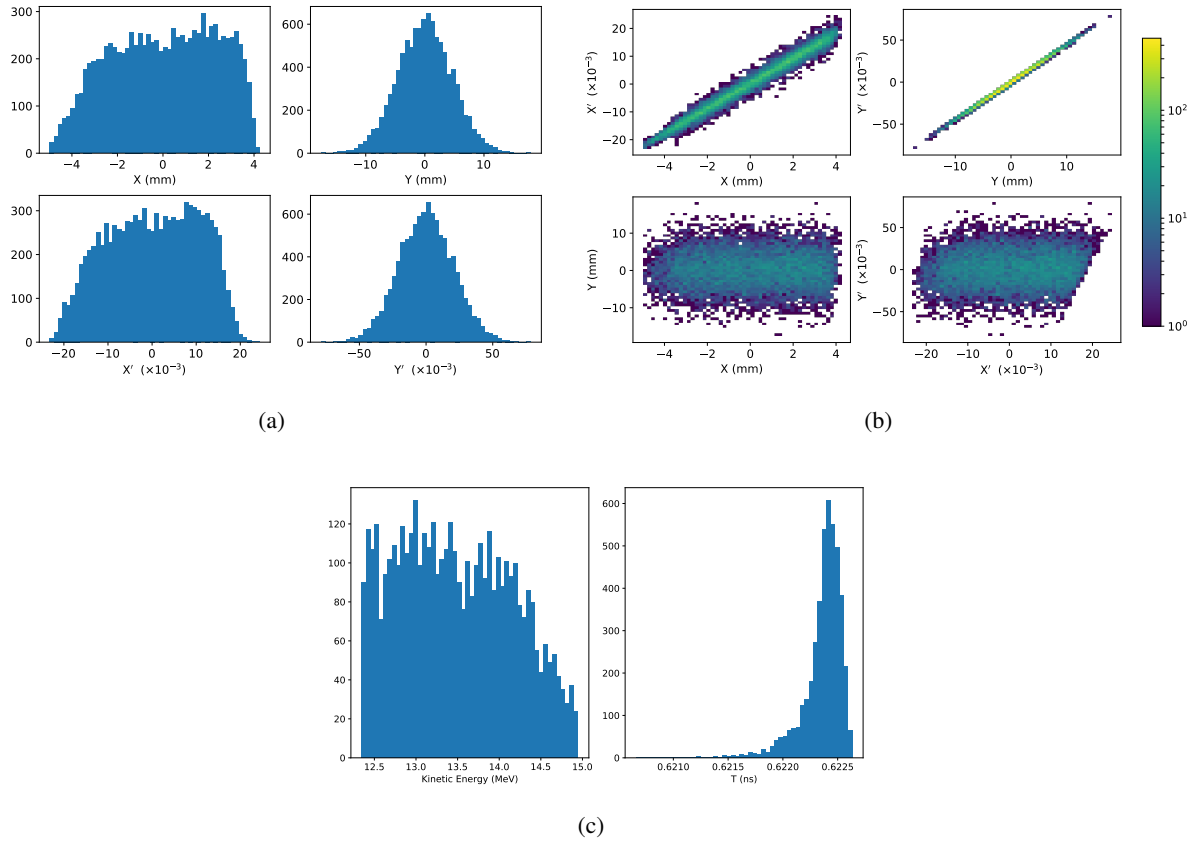 300
250
200
150
100
50
0
−4 −2 0 2 4
X (mm)
600
400
200
0
−10 0 10
Y (mm)
300
200
100
0
−20 −10 0 10 20
X′ (×10⁻³)
600
400
200
0
−50 0 50
Y′ (×10⁻³)
(a)
20
0
−20
X′ (×10⁻³)
−4 −2 0 2 4
X (mm)
50
0
−50
Y′ (×10⁻³)
−10 0 10
Y (mm)
10
0
−10
Y (mm)
−4 −2 0 2 4
X (mm)
50
0
−50
Y′ (×10⁻³)
−20 −10 0 10 20
X′ (×10⁻³)
10²
10¹
10⁰
(b)
120
100
80
60
40
20
0
12.5 13.0 13.5 14.0 14.5 15.0
Kinetic Energy (MeV)
600
500
400
300
200
100
0
0.6210 0.6215 0.6220 0.6225
T (ns)
(c)